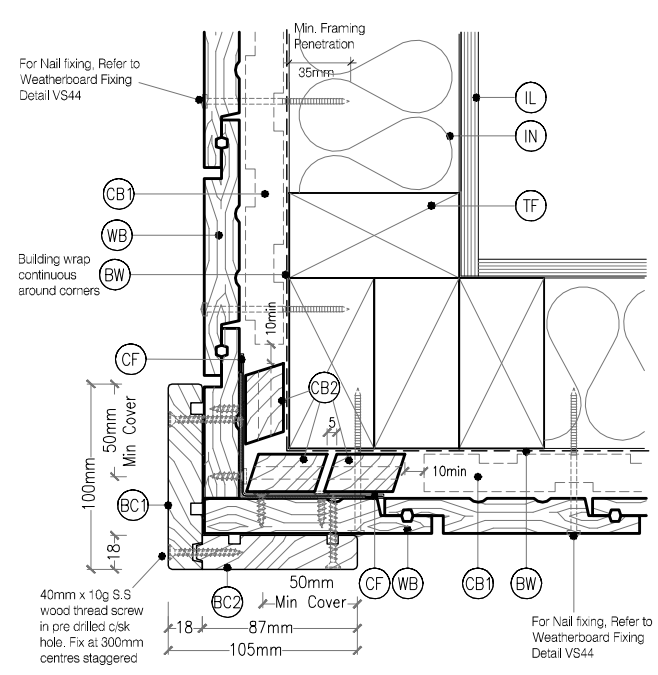 Min. Framing
Penetration
35mm
For Nail fixing, Refer to
Weatherboard Fixing
Detail VS44
IL
IN
CB1
TF
WB
Building wrap
continuous
around corners
BW
10min
CF
CB2
5
100mm
50mm
Min Cover
10min
BC1
18
BC2
50mm
Min Cover
CF
WB
CB1
BW
40mm x 10g S.S
wood thread screw
in pre drilled c/sk
hole. Fix at 300mm
centres staggered
18
87mm
105mm
For Nail fixing, Refer to
Weatherboard Fixing
Detail VS44